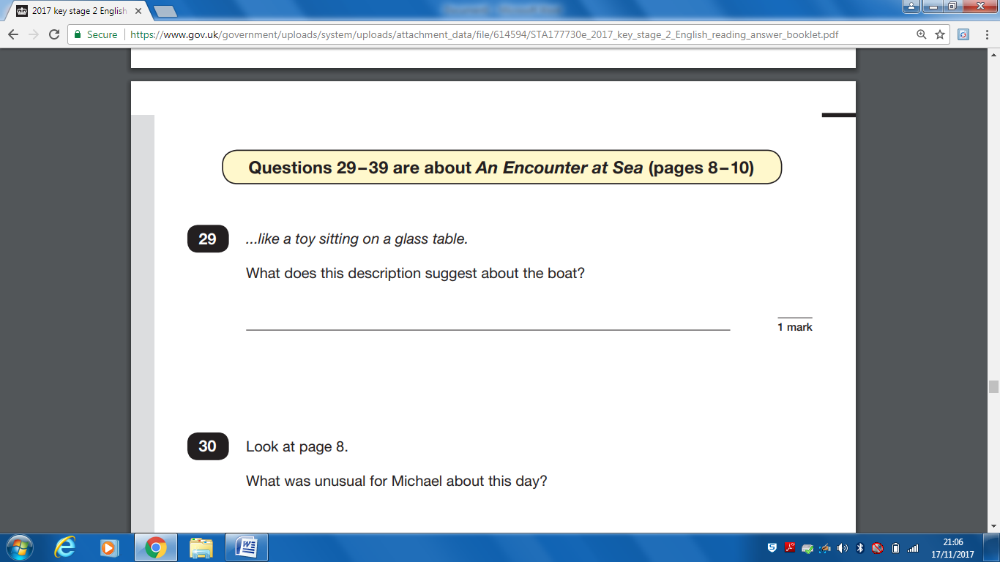 2017 key stage 2 English
Secure
https://www.gov.uk/government/uploads/system/uploads/attachment_data/file/614594/STA177730e_2017_key_stage_2_English_reading_answer_booklet.pdf
Questions 29–39 are about An Encounter at Sea (pages 8–10)
29 ...like a toy sitting on a glass table.
What does this description suggest about the boat?
1 mark
30 Look at page 8.
What was unusual for Michael about this day?
21:06
17/11/2017